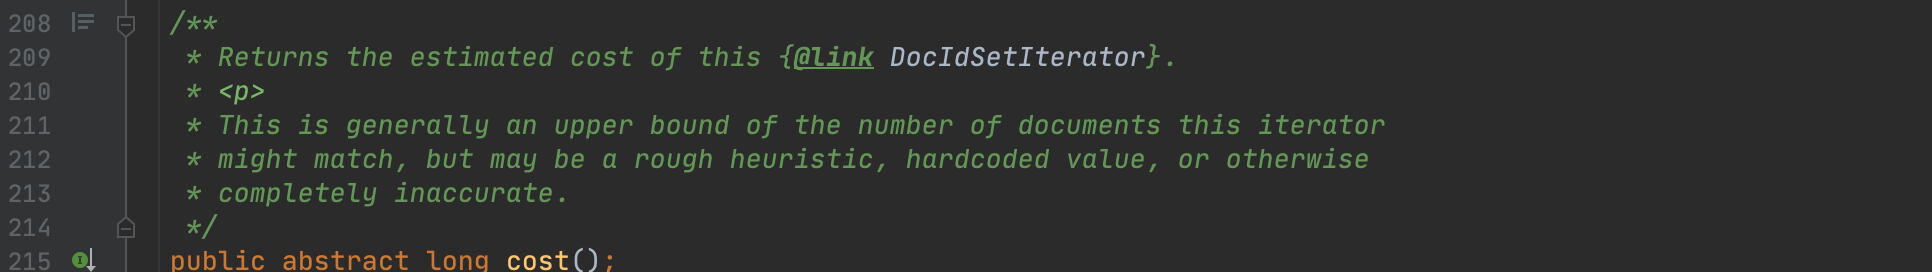 208 /**
209 * Returns the estimated cost of this {@link DocIdSetIterator}.
210 * <p>
211 * This is generally an upper bound of the number of documents this iterator
212 * might match, but may be a rough heuristic, hardcoded value, or otherwise
213 * completely inaccurate.
214 */
215 public abstract long cost();